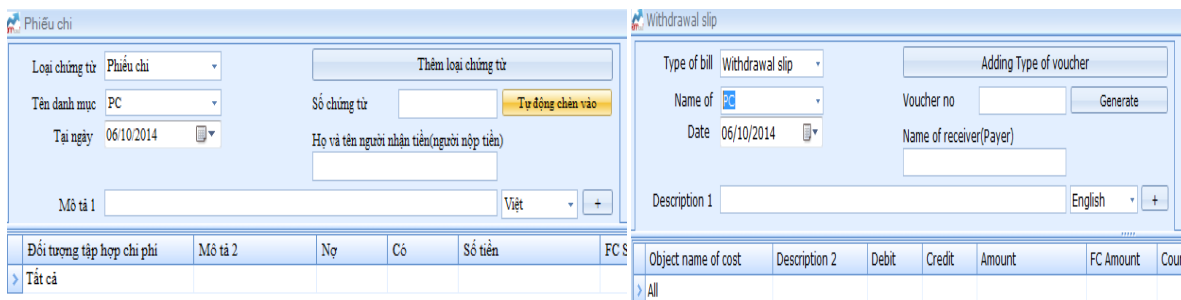 Phiếu chi
Loại chứng từ Phiếu chi Thêm loại chứng từ
Tên danh mục PC Số chứng từ Tự động chèn vào
Tại ngày 06/10/2014 Họ và tên người nhận tiền(người nộp tiền)
Mô tả 1 Việt +
Đối tượng tập hợp chi phí Mô tả 2 Nợ Có Số tiền FC S
Tất cả
Withdrawal slip
Type of bill Withdrawal slip Adding Type of voucher
Name of PC Voucher no Generate
Date 06/10/2014 Name of receiver(Payer)
Description 1 English +
Object name of cost Description 2 Debit Credit Amount FC Amount Cour
All